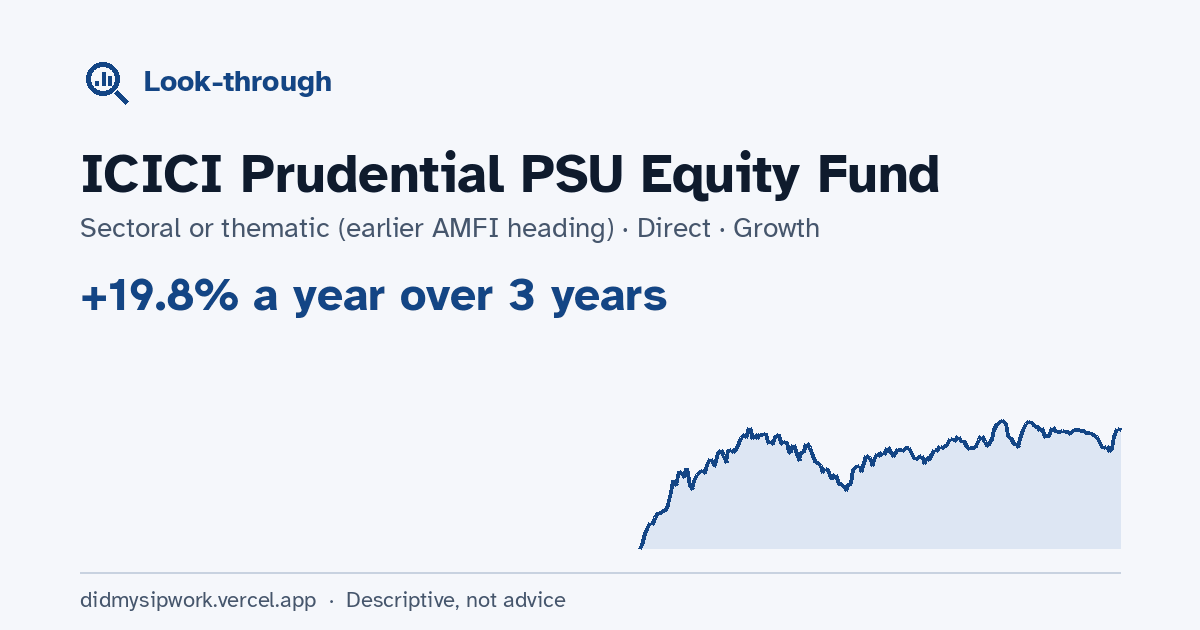 Look-through
ICICI Prudential PSU Equity Fund
Sectoral or thematic (earlier AMFI heading) · Direct · Growth
+19.8% a year over 3 years
didmysipwork.vercel.app · Descriptive, not advice